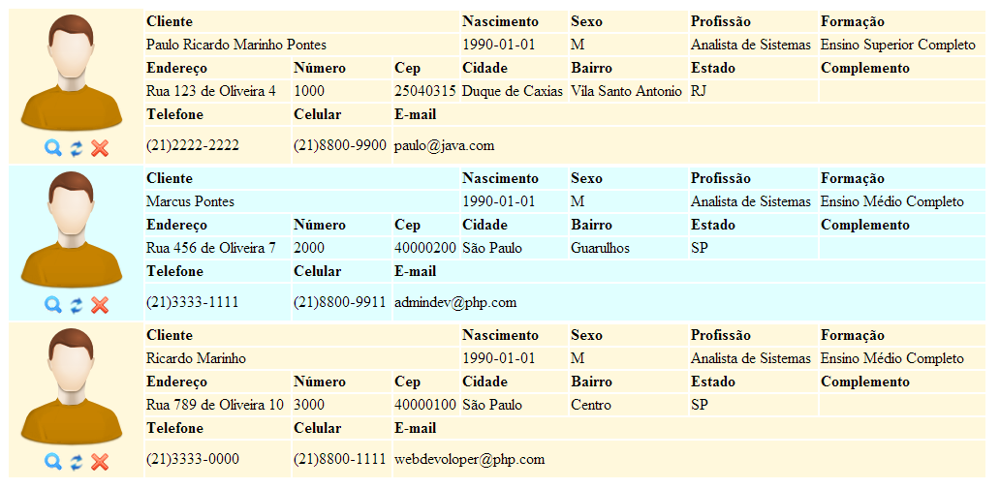 Cliente Nascimento Sexo Profissão Formação
Paulo Ricardo Marinho Pontes 1990-01-01 M Analista de Sistemas Ensino Superior Completo
Endereço Número Cep Cidade Bairro Estado Complemento
Rua 123 de Oliveira 4 1000 25040315 Duque de Caxias Vila Santo Antonio RJ
Telefone Celular E-mail
(21)2222-2222 (21)8800-9900 paulo@java.com
Cliente Nascimento Sexo Profissão Formação
Marcus Pontes 1990-01-01 M Analista de Sistemas Ensino Médio Completo
Endereço Número Cep Cidade Bairro Estado Complemento
Rua 456 de Oliveira 7 2000 40000200 São Paulo Guarulhos SP
Telefone Celular E-mail
(21)3333-1111 (21)8800-9911 admindev@php.com
Cliente Nascimento Sexo Profissão Formação
Ricardo Marinho 1990-01-01 M Analista de Sistemas Ensino Médio Completo
Endereço Número Cep Cidade Bairro Estado Complemento
Rua 789 de Oliveira 10 3000 40000100 São Paulo Centro SP
Telefone Celular E-mail
(21)3333-0000 (21)8800-1111 webdevoloper@php.com